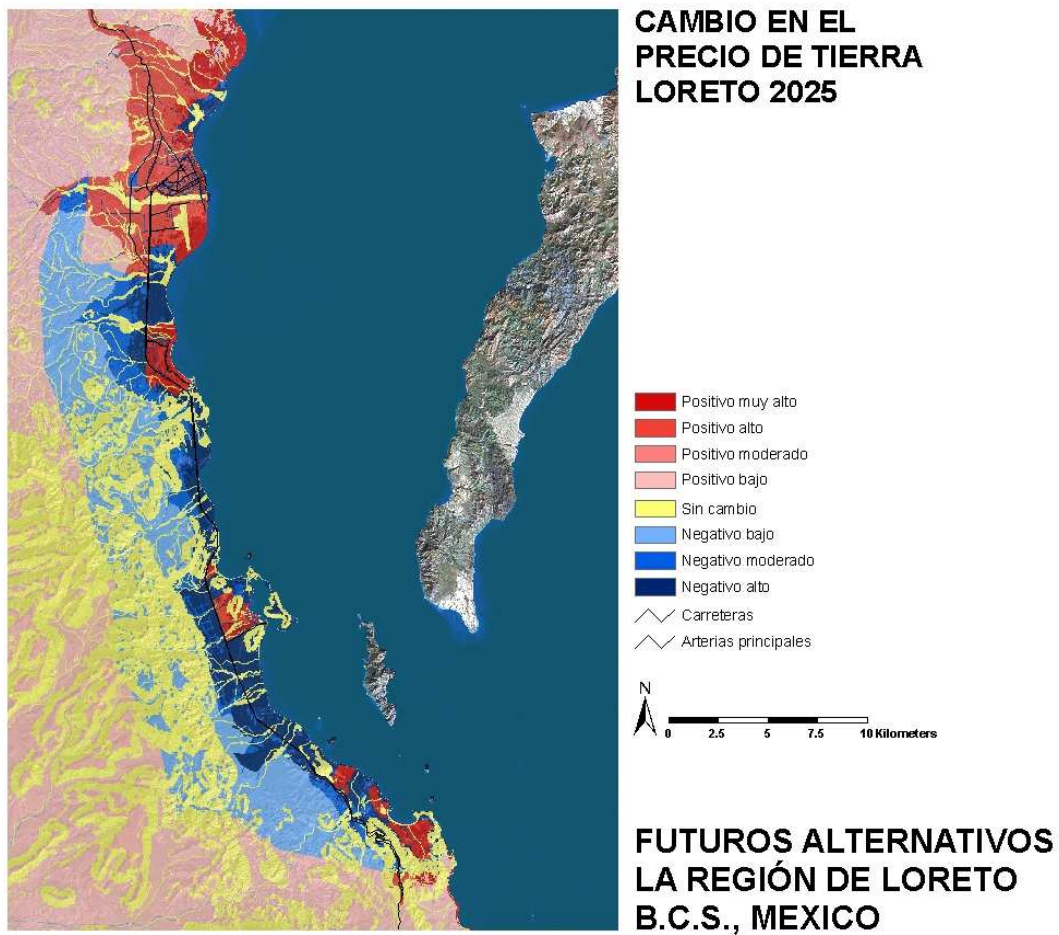 CAMBIO EN EL
PRECIO DE TIERRA
LORETO 2025
Positivo muy alto
Positivo alto
Positivo moderado
Positivo bajo
Sin cambio
Negativo bajo
Negativo moderado
Negativo alto
Carreteras
Arterias principales
N
0 2.5 5 7.5 10 Kilometers
FUTUROS ALTERNATIVOS
LA REGIÓN DE LORETO
B.C.S., MEXICO